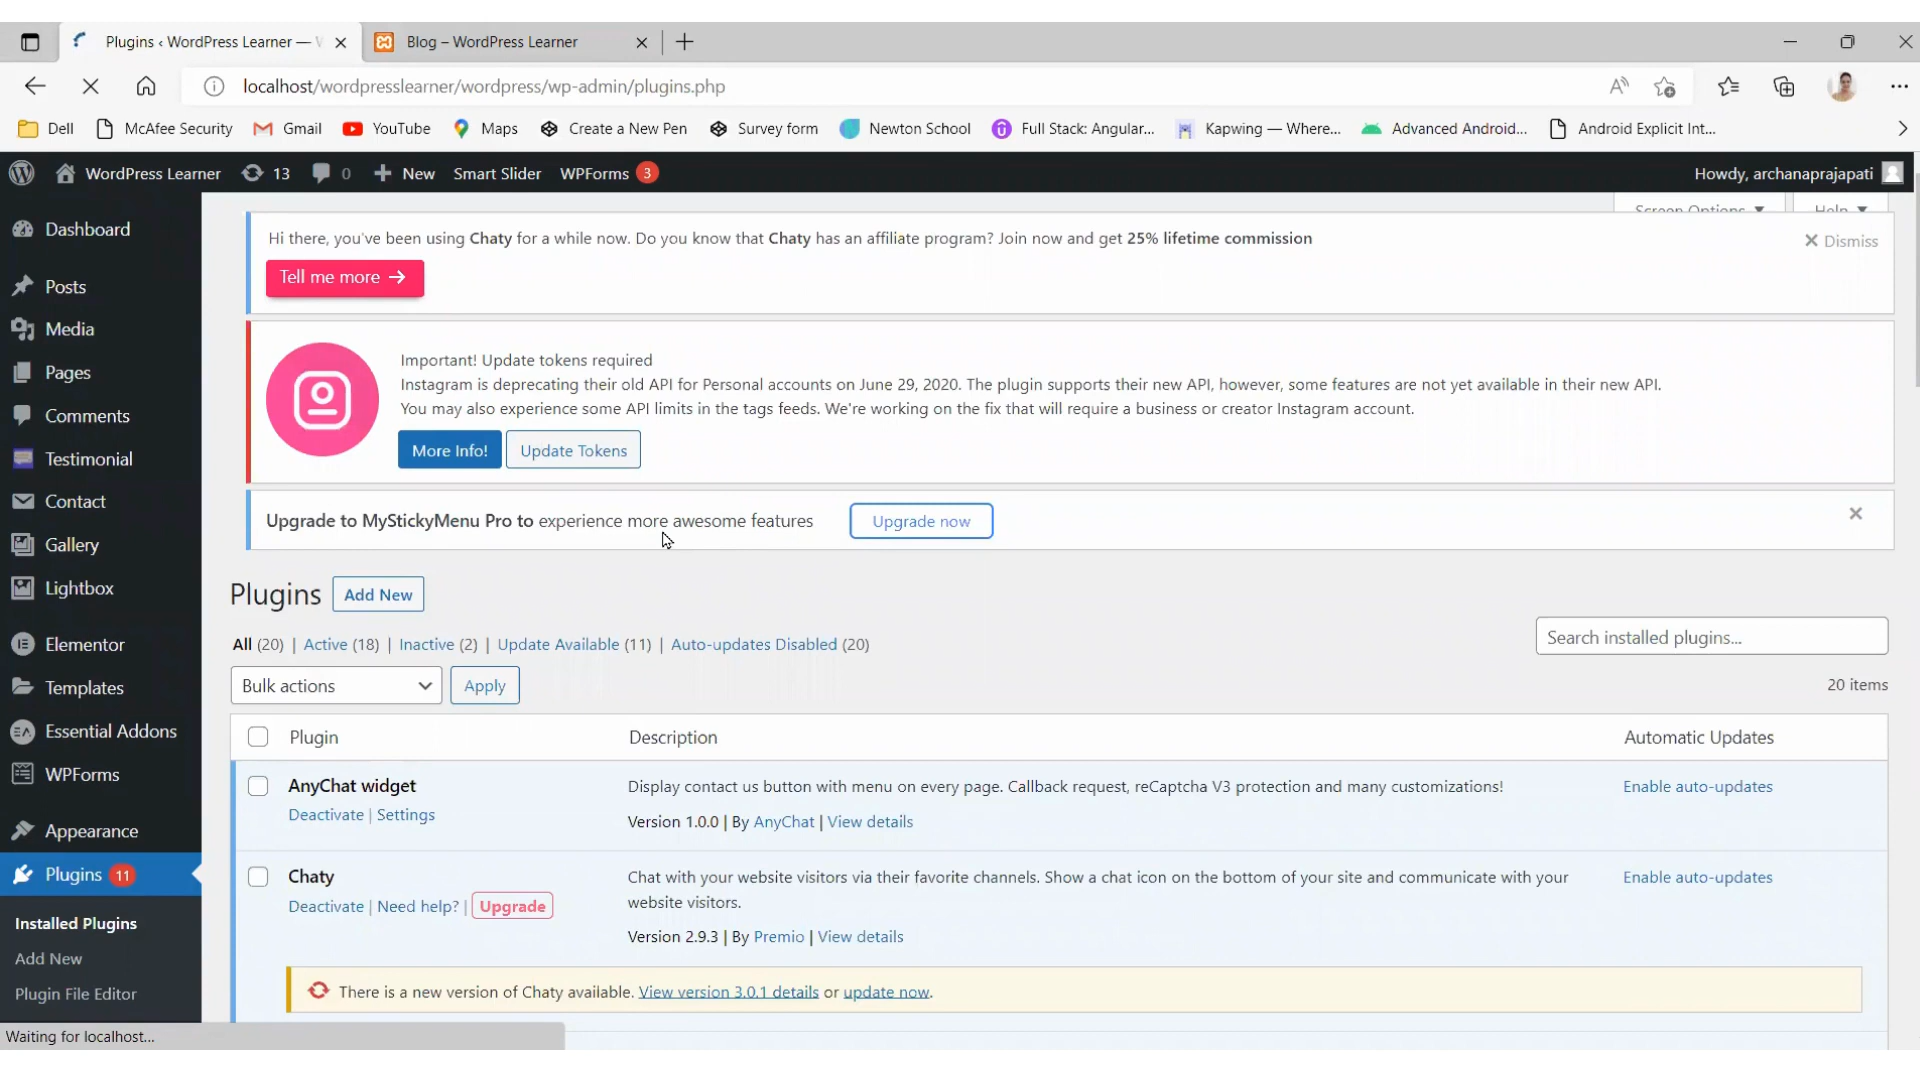 Plugins ‹ WordPress Learner —
Blog – WordPress Learner
localhost/wordpresslearner/wordpress/wp-admin/plugins.php
Dell
McAfee Security
Gmail
YouTube
Maps
Create a New Pen
Survey form
Newton School
Full Stack: Angular...
Kapwing — Where...
Advanced Android...
Android Explicit Int...
WordPress Learner
13
0
New
Smart Slider
WPForms 3
Howdy, archanaprajapati
Screen Options
Help
Dashboard
Posts
Media
Pages
Comments
Testimonial
Contact
Gallery
Lightbox
Elementor
Templates
Essential Addons
WPForms
Appearance
Plugins 11
Installed Plugins
Add New
Plugin File Editor
Waiting for localhost...
Hi there, you've been using Chaty for a while now. Do you know that Chaty has an affiliate program? Join now and get 25% lifetime commission
Dismiss
Tell me more →
Important! Update tokens required
Instagram is deprecating their old API for Personal accounts on June 29, 2020. The plugin supports their new API, however, some features are not yet available in their new API.
You may also experience some API limits in the tags feeds. We're working on the fix that will require a business or creator Instagram account.
More Info!
Update Tokens
Upgrade to MyStickyMenu Pro to experience more awesome features
Upgrade now
Plugins
Add New
All (20) | Active (18) | Inactive (2) | Update Available (11) | Auto-updates Disabled (20)
Search installed plugins...
Bulk actions
Apply
20 items
Plugin
Description
Automatic Updates
AnyChat widget
Deactivate | Settings
Display contact us button with menu on every page. Callback request, reCaptcha V3 protection and many customizations!
Version 1.0.0 | By AnyChat | View details
Enable auto-updates
Chaty
Deactivate | Need help? | Upgrade
Chat with your website visitors via their favorite channels. Show a chat icon on the bottom of your site and communicate with your
website visitors.
Version 2.9.3 | By Premio | View details
Enable auto-updates
There is a new version of Chaty available. View version 3.0.1 details or update now.